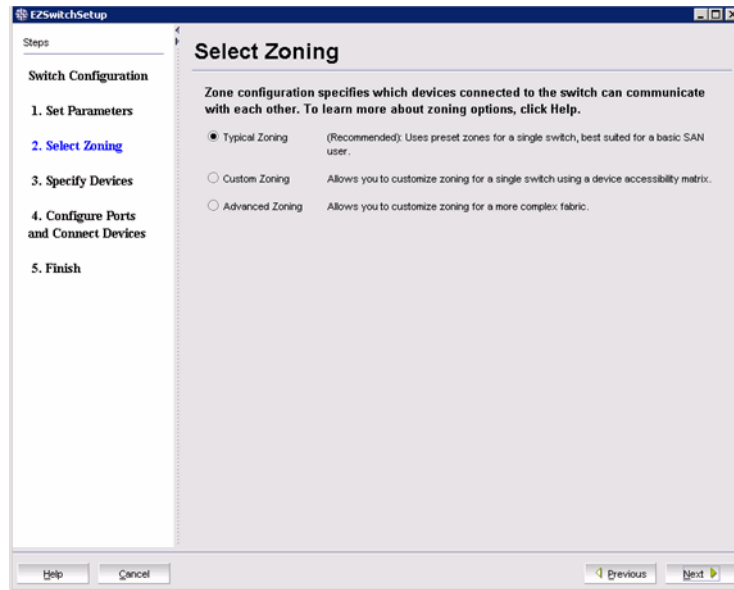 EZSwitchSetup
Steps
Switch Configuration
1. Set Parameters
2. Select Zoning
3. Specify Devices
4. Configure Ports
and Connect Devices
5. Finish
Select Zoning
Zone configuration specifies which devices connected to the switch can communicate
with each other. To learn more about zoning options, click Help.
Typical Zoning (Recommended): Uses preset zones for a single switch, best suited for a basic SAN
user.
Custom Zoning Allows you to customize zoning for a single switch using a device accessibility matrix.
Advanced Zoning Allows you to customize zoning for a more complex fabric.
Help Cancel Previous Next